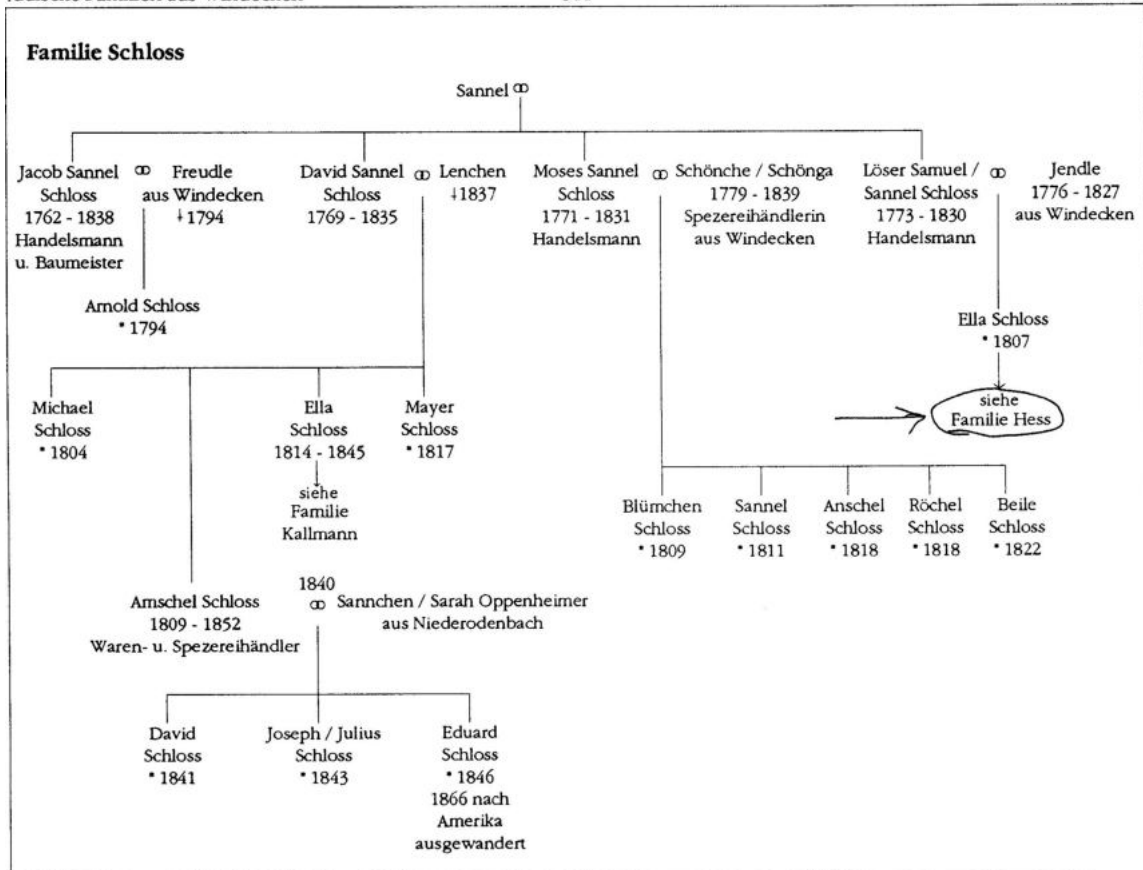 Familie Schloss
Sannel ⚭
Jacob Sannel
Schloss
1762 - 1838
Handelsmann
u. Baumeister
⚭
Freudle
aus Windecken
⸸1794
David Sannel
Schloss
1769 - 1835
⚭
Lenchen
⸸1837
Moses Sannel
Schloss
1771 - 1831
Handelsmann
⚭
Schönche / Schönga
1779 - 1839
Spezereihändlerin
aus Windecken
Löser Samuel /
Sannel Schloss
1773 - 1830
Handelsmann
⚭
Jendle
1776 - 1827
aus Windecken
Arnold Schloss
* 1794
Ella Schloss
* 1807
siehe
Familie Hess
Michael
Schloss
* 1804
Ella
Schloss
1814 - 1845
siehe
Familie
Kallmann
Mayer
Schloss
* 1817
Blümchen
Schloss
* 1809
Sannel
Schloss
* 1811
Anschel
Schloss
* 1818
Röchel
Schloss
* 1818
Beile
Schloss
* 1822
Amschel Schloss
1809 - 1852
Waren- u. Spezereihändler
1840
⚭ Sannchen / Sarah Oppenheimer
aus Niederodenbach
David
Schloss
* 1841
Joseph / Julius
Schloss
* 1843
Eduard
Schloss
* 1846
1866 nach
Amerika
ausgewandert